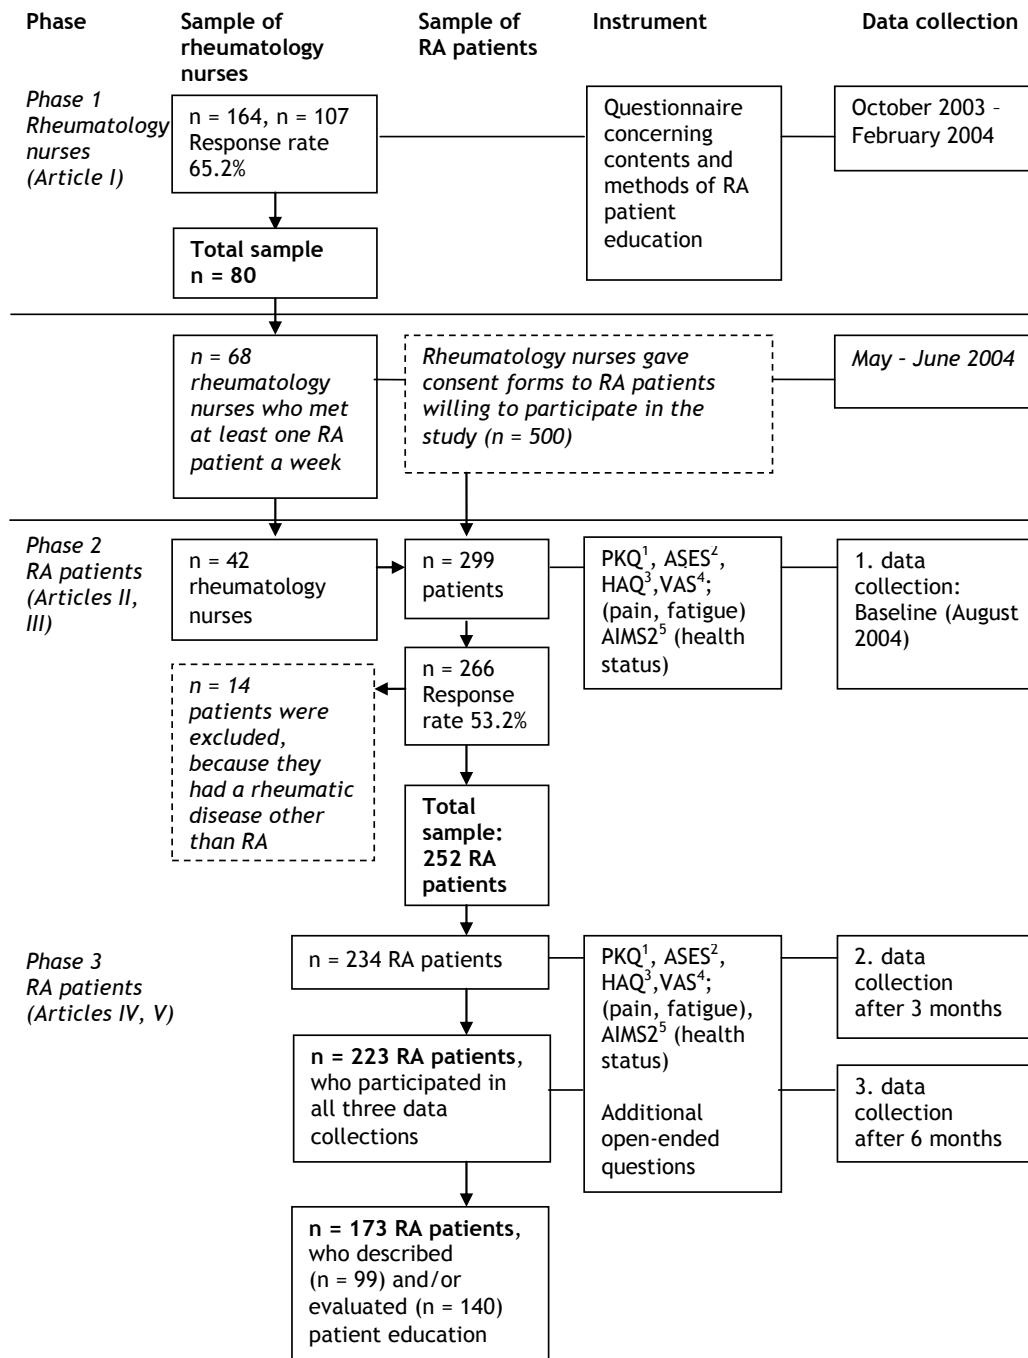 Phase
Sample of
rheumatology
nurses
Sample of
RA patients
Instrument
Data collection
Phase 1
Rheumatology
nurses
(Article I)
n = 164, n = 107
Response rate
65.2%
Questionnaire
concerning
contents and
methods of RA
patient
education
October 2003 –
February 2004
Total sample
n = 80
n = 68
rheumatology
nurses who met
at least one RA
patient a week
Rheumatology nurses gave
consent forms to RA patients
willing to participate in the
study (n = 500)
May – June 2004
Phase 2
RA patients
(Articles II,
III)
n = 42
rheumatology
nurses
n = 299
patients
PKQ¹, ASES²,
HAQ³,VAS⁴;
(pain, fatigue)
AIMS2⁵ (health
status)
1. data
collection:
Baseline (August
2004)
n = 266
Response
rate 53.2%
n = 14
patients were
excluded,
because they
had a rheumatic
disease other
than RA
Total
sample:
252 RA
patients
Phase 3
RA patients
(Articles IV, V)
n = 234 RA patients
PKQ¹, ASES²,
HAQ³,VAS⁴;
(pain, fatigue),
AIMS2⁵ (health
status)
Additional
open-ended
questions
2. data
collection
after 3 months
n = 223 RA patients,
who participated in
all three data
collections
3. data
collection
after 6 months
n = 173 RA patients,
who described
(n = 99) and/or
evaluated (n = 140)
patient education